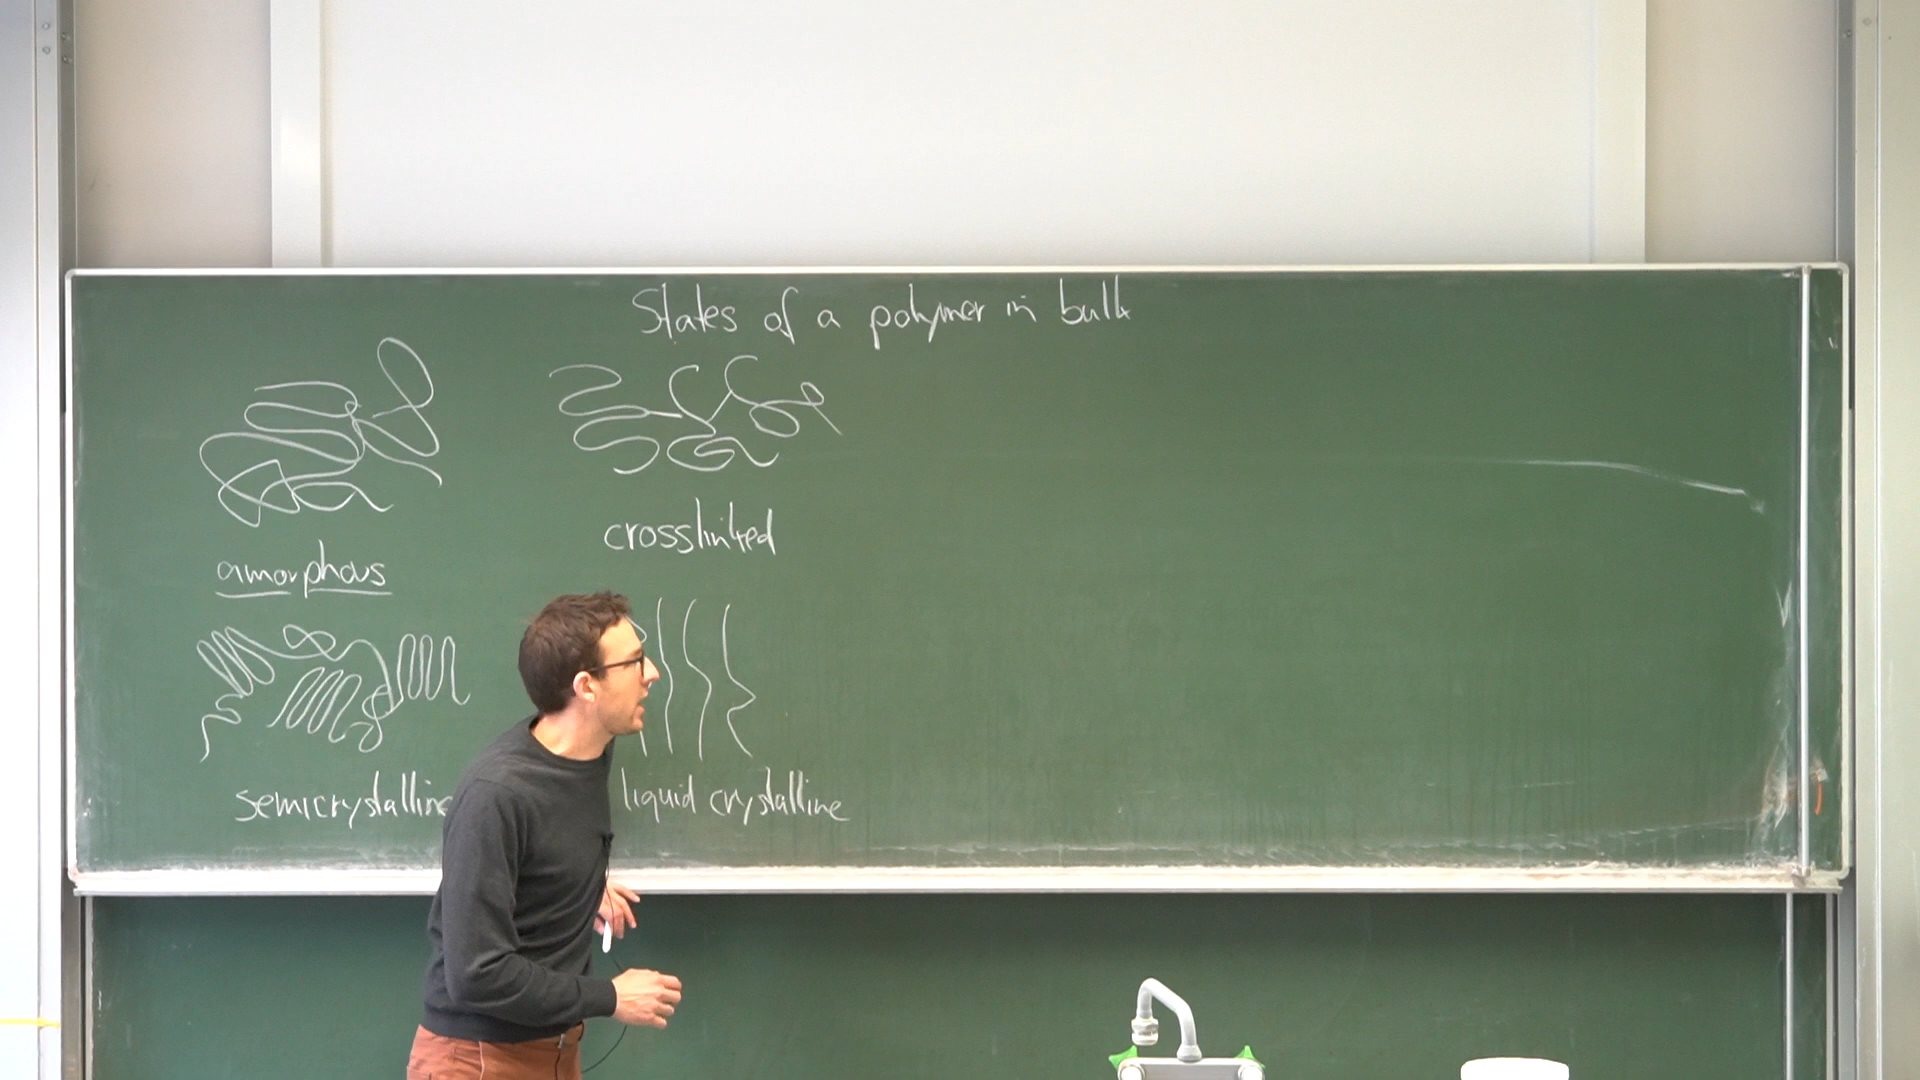 States of a polymer in bulk
amorphous
crosslinked
semicrystalline
liquid crystalline